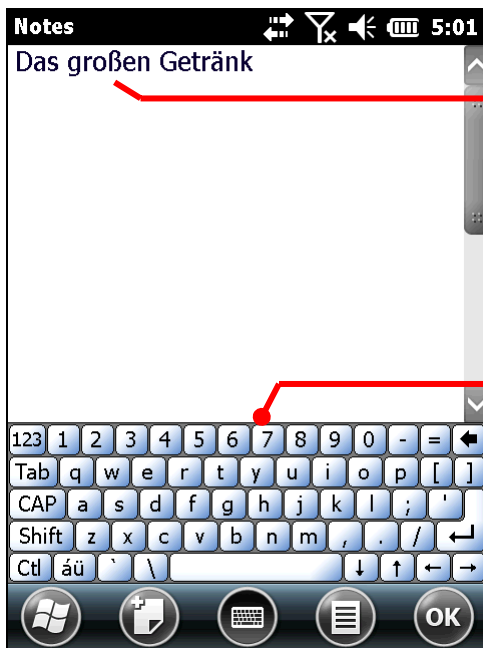 Notes 5:01
Das großen Getränk
123 1 2 3 4 5 6 7 8 9 0 - =
Tab q w e r t y u i o p [ ]
CAP a s d f g h j k l ; '
Shift z x c v b n m , . /
Ctl áü ` \
OK